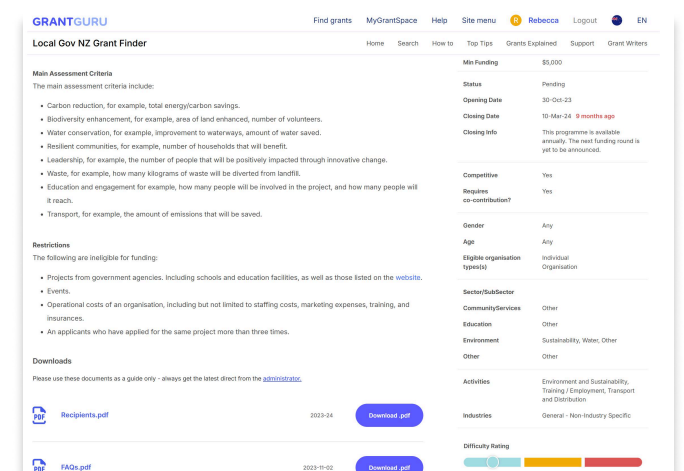 GRANTGURU
Find grants MyGrantSpace Help Site menu R Rebecca Logout EN
Local Gov NZ Grant Finder
Home Search How to Top Tips Grants Explained Support Grant Writers
Main Assessment Criteria
The main assessment criteria include:
• Carbon reduction, for example, total energy/carbon savings.
• Biodiversity enhancement, for example, area of land enhanced, number of volunteers.
• Water conservation, for example, improvement to waterways, amount of water saved.
• Resilient communities, for example, number of households that will benefit.
• Leadership, for example, the number of people that will be positively impacted through innovative change.
• Waste, for example, how many kilograms of waste will be diverted from landfill.
• Education and engagement for example, how many people will be involved in the project, and how many people will
it reach.
• Transport, for example, the amount of emissions that will be saved.
Restrictions
The following are ineligible for funding:
• Projects from government agencies. Including schools and education facilities, as well as those listed on the website.
• Events.
• Operational costs of an organisation, including but not limited to staffing costs, marketing expenses, training, and
insurances.
• An applicants who have applied for the same project more than three times.
Downloads
Please use these documents as a guide only - always get the latest direct from the administrator.
PDF Recipients.pdf 2023-24 Download .pdf
PDF FAQs.pdf 2023-11-02 Download .pdf
Min Funding $5,000
Status Pending
Opening Date 30-Oct-23
Closing Date 10-Mar-24 9 months ago
Closing Info This programme is available
annually. The next funding round is
yet to be announced.
Competitive Yes
Requires Yes
co-contribution?
Gender Any
Age Any
Eligible organisation Individual
types(s) Organisation
Sector/SubSector
CommunityServices Other
Education Other
Environment Sustainability, Water, Other
Other Other
Activities Environment and Sustainability,
Training / Employment, Transport
and Distribution
Industries General - Non-Industry Specific
Difficulty Rating